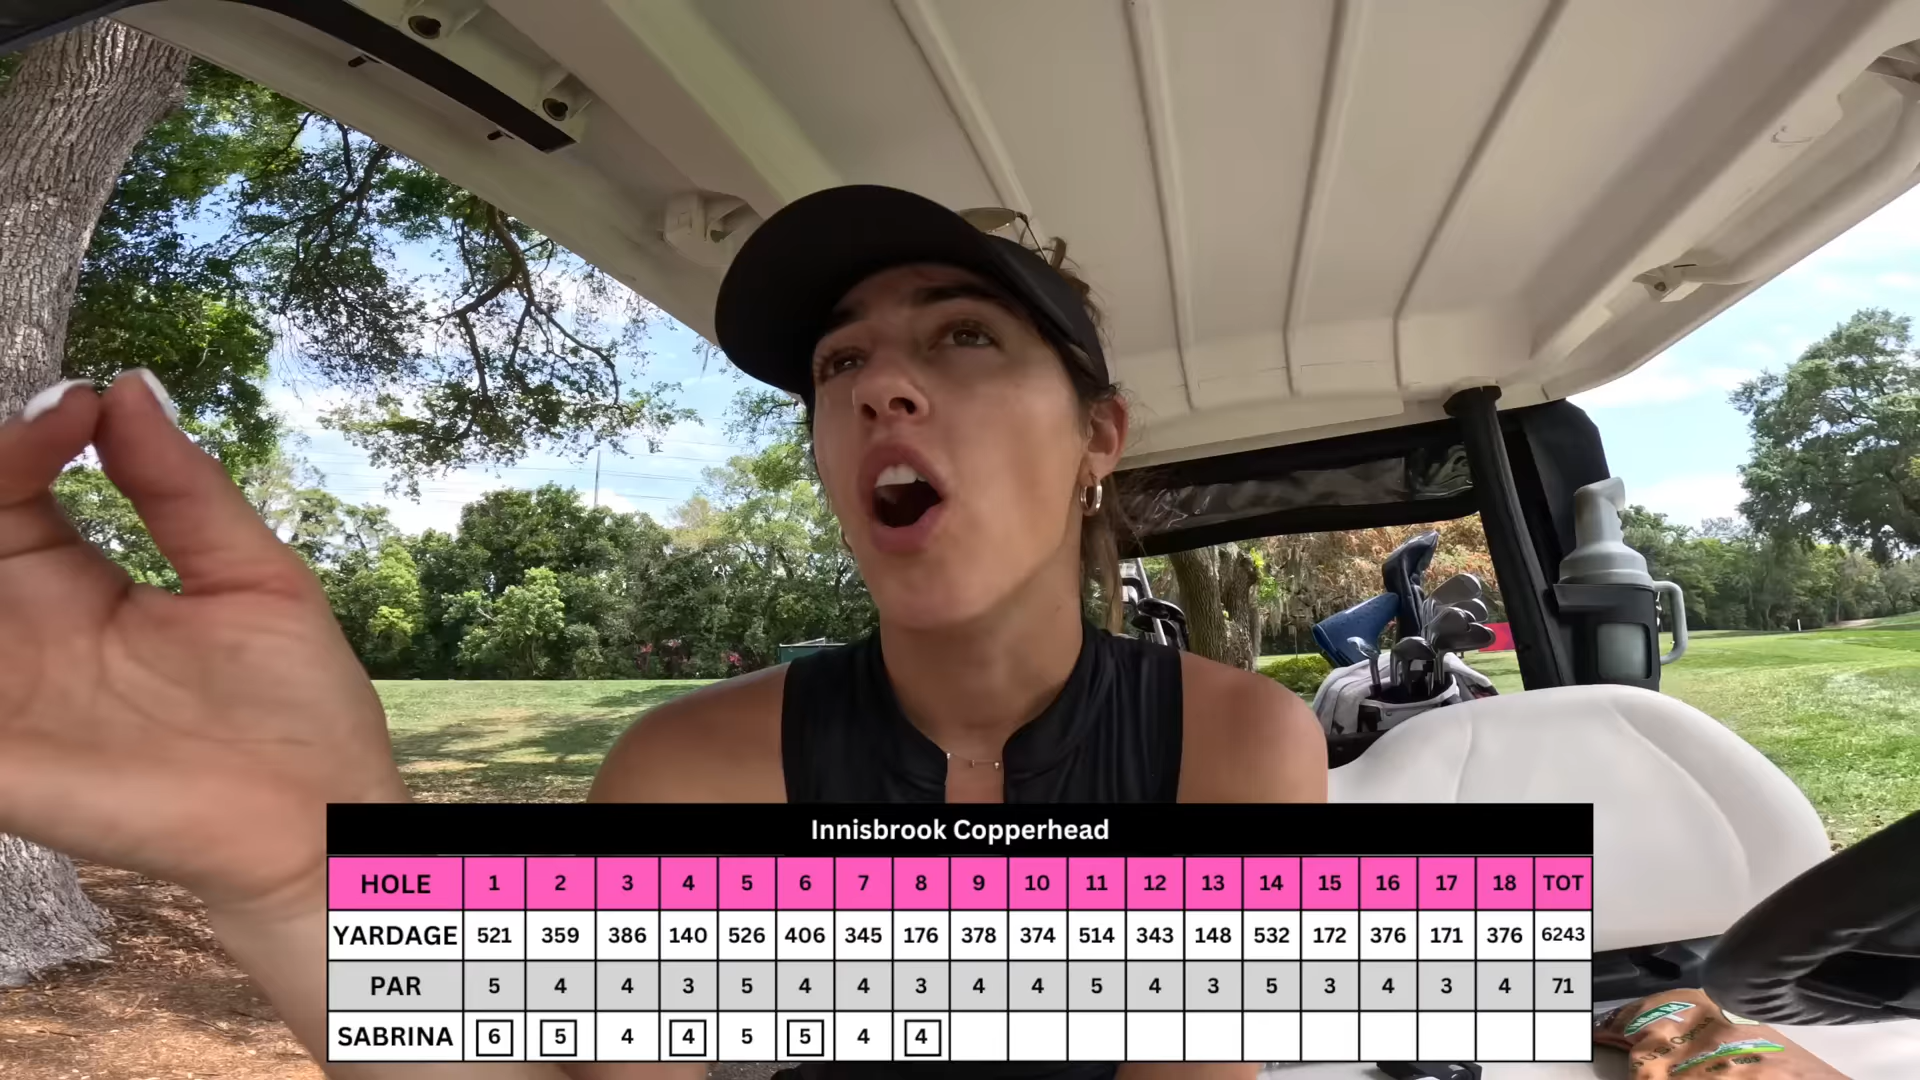 Innisbrook Copperhead
HOLE 1 2 3 4 5 6 7 8 9 10 11 12 13 14 15 16 17 18 TOT
YARDAGE 521 359 386 140 526 406 345 176 378 374 514 343 148 532 172 376 171 376 6243
PAR 5 4 4 3 5 4 4 3 4 4 5 4 3 5 3 4 3 4 71
SABRINA 6 5 4 4 5 5 4 4